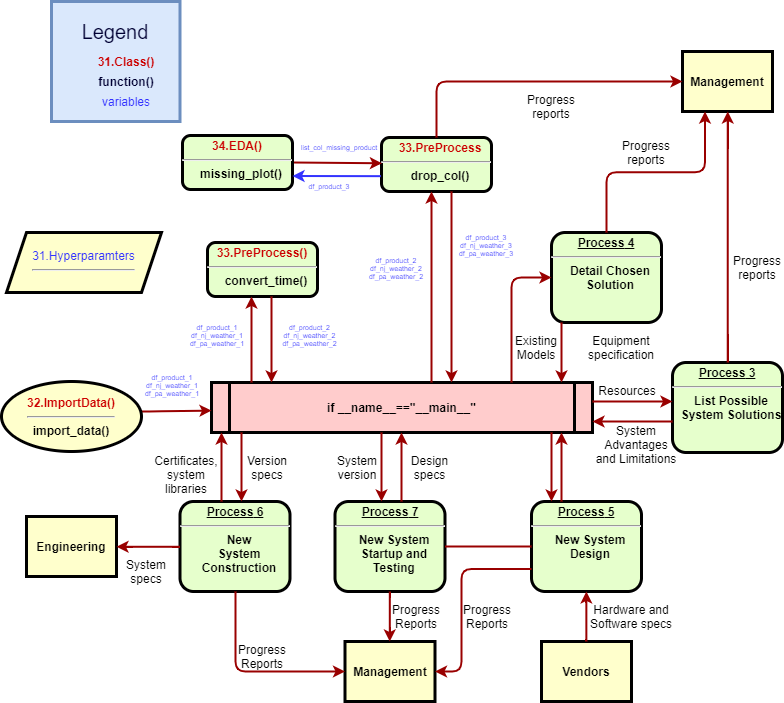 Legend
31.Class()
function()
variables
Management
Progress
reports
34.EDA()
missing_plot()
list_col_missing_product
df_product_3
33.PreProcess
drop_col()
Progress
reports
31.Hyperparamters
33.PreProcess()
convert_time()
df_product_2
df_nj_weather_2
df_pa_weather_2
df_product_3
df_nj_weather_3
df_pa_weather_3
Process 4
Detail Chosen
Solution
Progress
reports
df_product_1
df_nj_weather_1
df_pa_weather_1
df_product_2
df_nj_weather_2
df_pa_weather_2
Existing
Models
Equipment
specification
df_product_1
df_nj_weather_1
df_pa_weather_1
32.ImportData()
import_data()
if __name__=="__main__"
Resources
Process 3
List Possible
System Solutions
System
Advantages
and Limitations
Certificates,
system
libraries
Version
specs
System
version
Design
specs
Process 6
New
System
Construction
Process 7
New System
Startup and
Testing
Process 5
New System
Design
Engineering
System
specs
Progress
Reports
Progress
Reports
Progress
Reports
Hardware and
Software specs
Management
Vendors